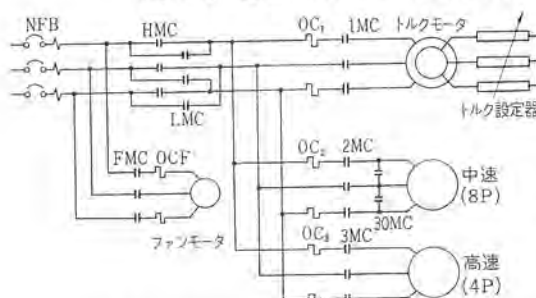 NFB
HMC
LMC
OC₁
1MC
トルクモータ
トルク設定器
FMC OCF
ファンモータ
OC₂
2MC
30MC
中速
(8P)
OC₃
3MC
高速
(4P)